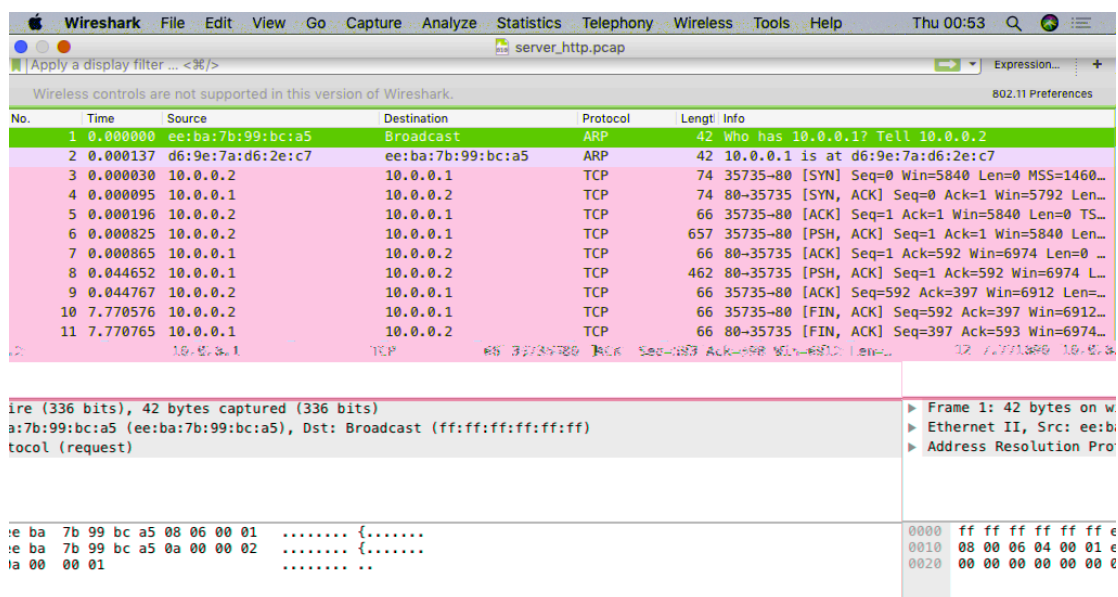 Wireshark File Edit View Go Capture Analyze Statistics Telephony Wireless Tools Help Thu 00:53
server_http.pcap
Apply a display filter ... <⌘/> Expression... +
Wireless controls are not supported in this version of Wireshark. 802.11 Preferences
No. Time Source Destination Protocol Lengtl Info
1 0.000000 ee:ba:7b:99:bc:a5 Broadcast ARP 42 Who has 10.0.0.1? Tell 10.0.0.2
2 0.000137 d6:9e:7a:d6:2e:c7 ee:ba:7b:99:bc:a5 ARP 42 10.0.0.1 is at d6:9e:7a:d6:2e:c7
3 0.000030 10.0.0.2 10.0.0.1 TCP 74 35735→80 [SYN] Seq=0 Win=5840 Len=0 MSS=1460…
4 0.000095 10.0.0.1 10.0.0.2 TCP 74 80→35735 [SYN, ACK] Seq=0 Ack=1 Win=5792 Len…
5 0.000196 10.0.0.2 10.0.0.1 TCP 66 35735→80 [ACK] Seq=1 Ack=1 Win=5840 Len=0 TS…
6 0.000825 10.0.0.2 10.0.0.1 TCP 657 35735→80 [PSH, ACK] Seq=1 Ack=1 Win=5840 Len…
7 0.000865 10.0.0.1 10.0.0.2 TCP 66 80→35735 [ACK] Seq=1 Ack=592 Win=6974 Len=0 …
8 0.044652 10.0.0.1 10.0.0.2 TCP 462 80→35735 [PSH, ACK] Seq=1 Ack=592 Win=6974 L…
9 0.044767 10.0.0.2 10.0.0.1 TCP 66 35735→80 [ACK] Seq=592 Ack=397 Win=6912 Len=…
10 7.770576 10.0.0.2 10.0.0.1 TCP 66 35735→80 [FIN, ACK] Seq=592 Ack=397 Win=6912…
11 7.770765 10.0.0.1 10.0.0.2 TCP 66 80→35735 [FIN, ACK] Seq=397 Ack=593 Win=6974…
TCP
ire (336 bits), 42 bytes captured (336 bits) Frame 1: 42 bytes on w
a:7b:99:bc:a5 (ee:ba:7b:99:bc:a5), Dst: Broadcast (ff:ff:ff:ff:ff:ff) Ethernet II, Src: ee:b
tocol (request) Address Resolution Pro
ee ba 7b 99 bc a5 08 06 00 01 ........ {....... 0000 ff ff ff ff ff ff e
ee ba 7b 99 bc a5 0a 00 00 02 ........ {....... 0010 08 00 06 04 00 01 e
0a 00 00 01 ........ .. 0020 00 00 00 00 00 00 0